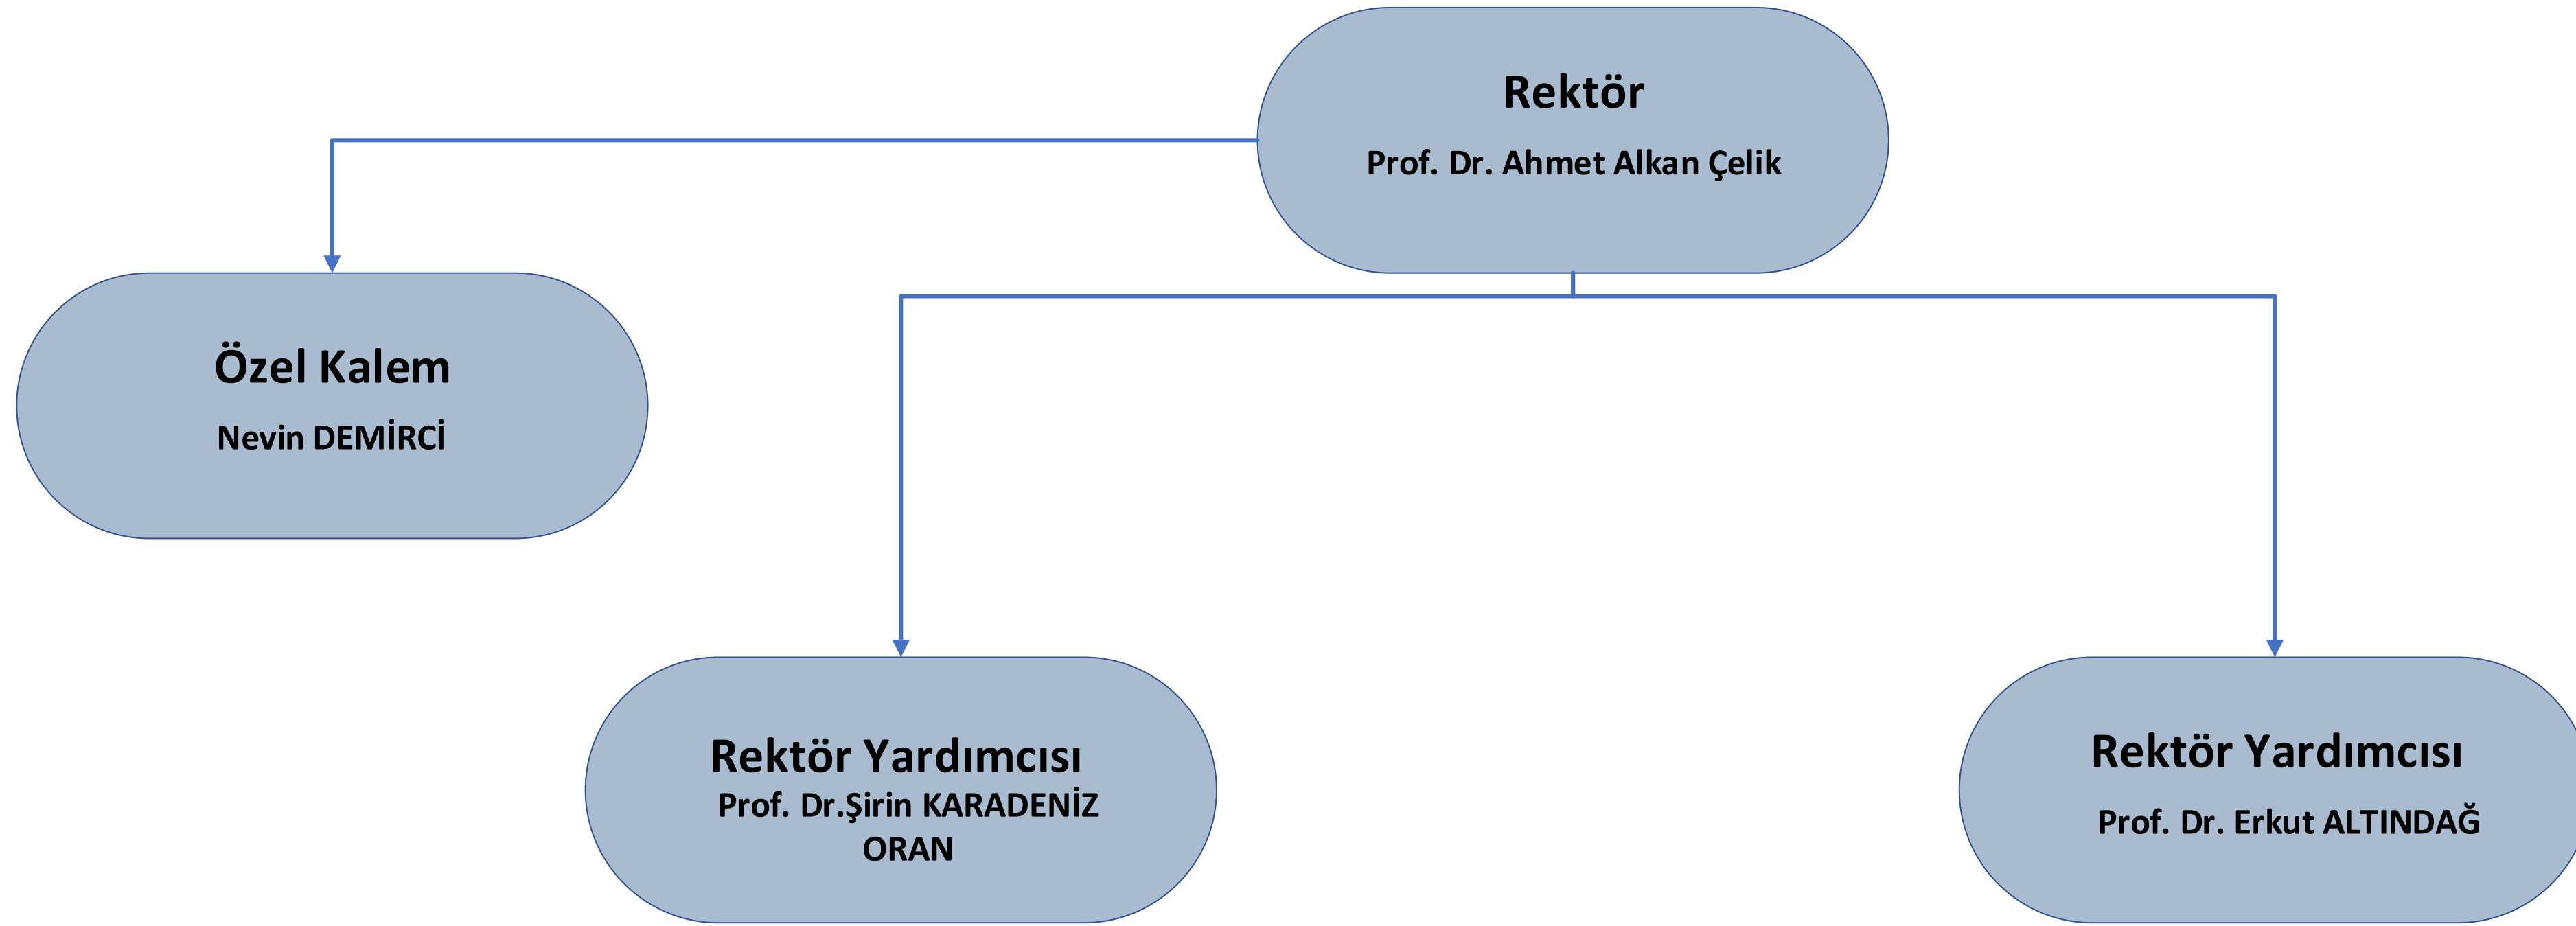 Rektör
Prof. Dr. Ahmet Alkan Çelik
Özel Kalem
Nevin DEMİRCİ
Rektör Yardımcısı
Prof. Dr.Şirin KARADENİZ
ORAN
Rektör Yardımcısı
Prof. Dr. Erkut ALTINDAĞ